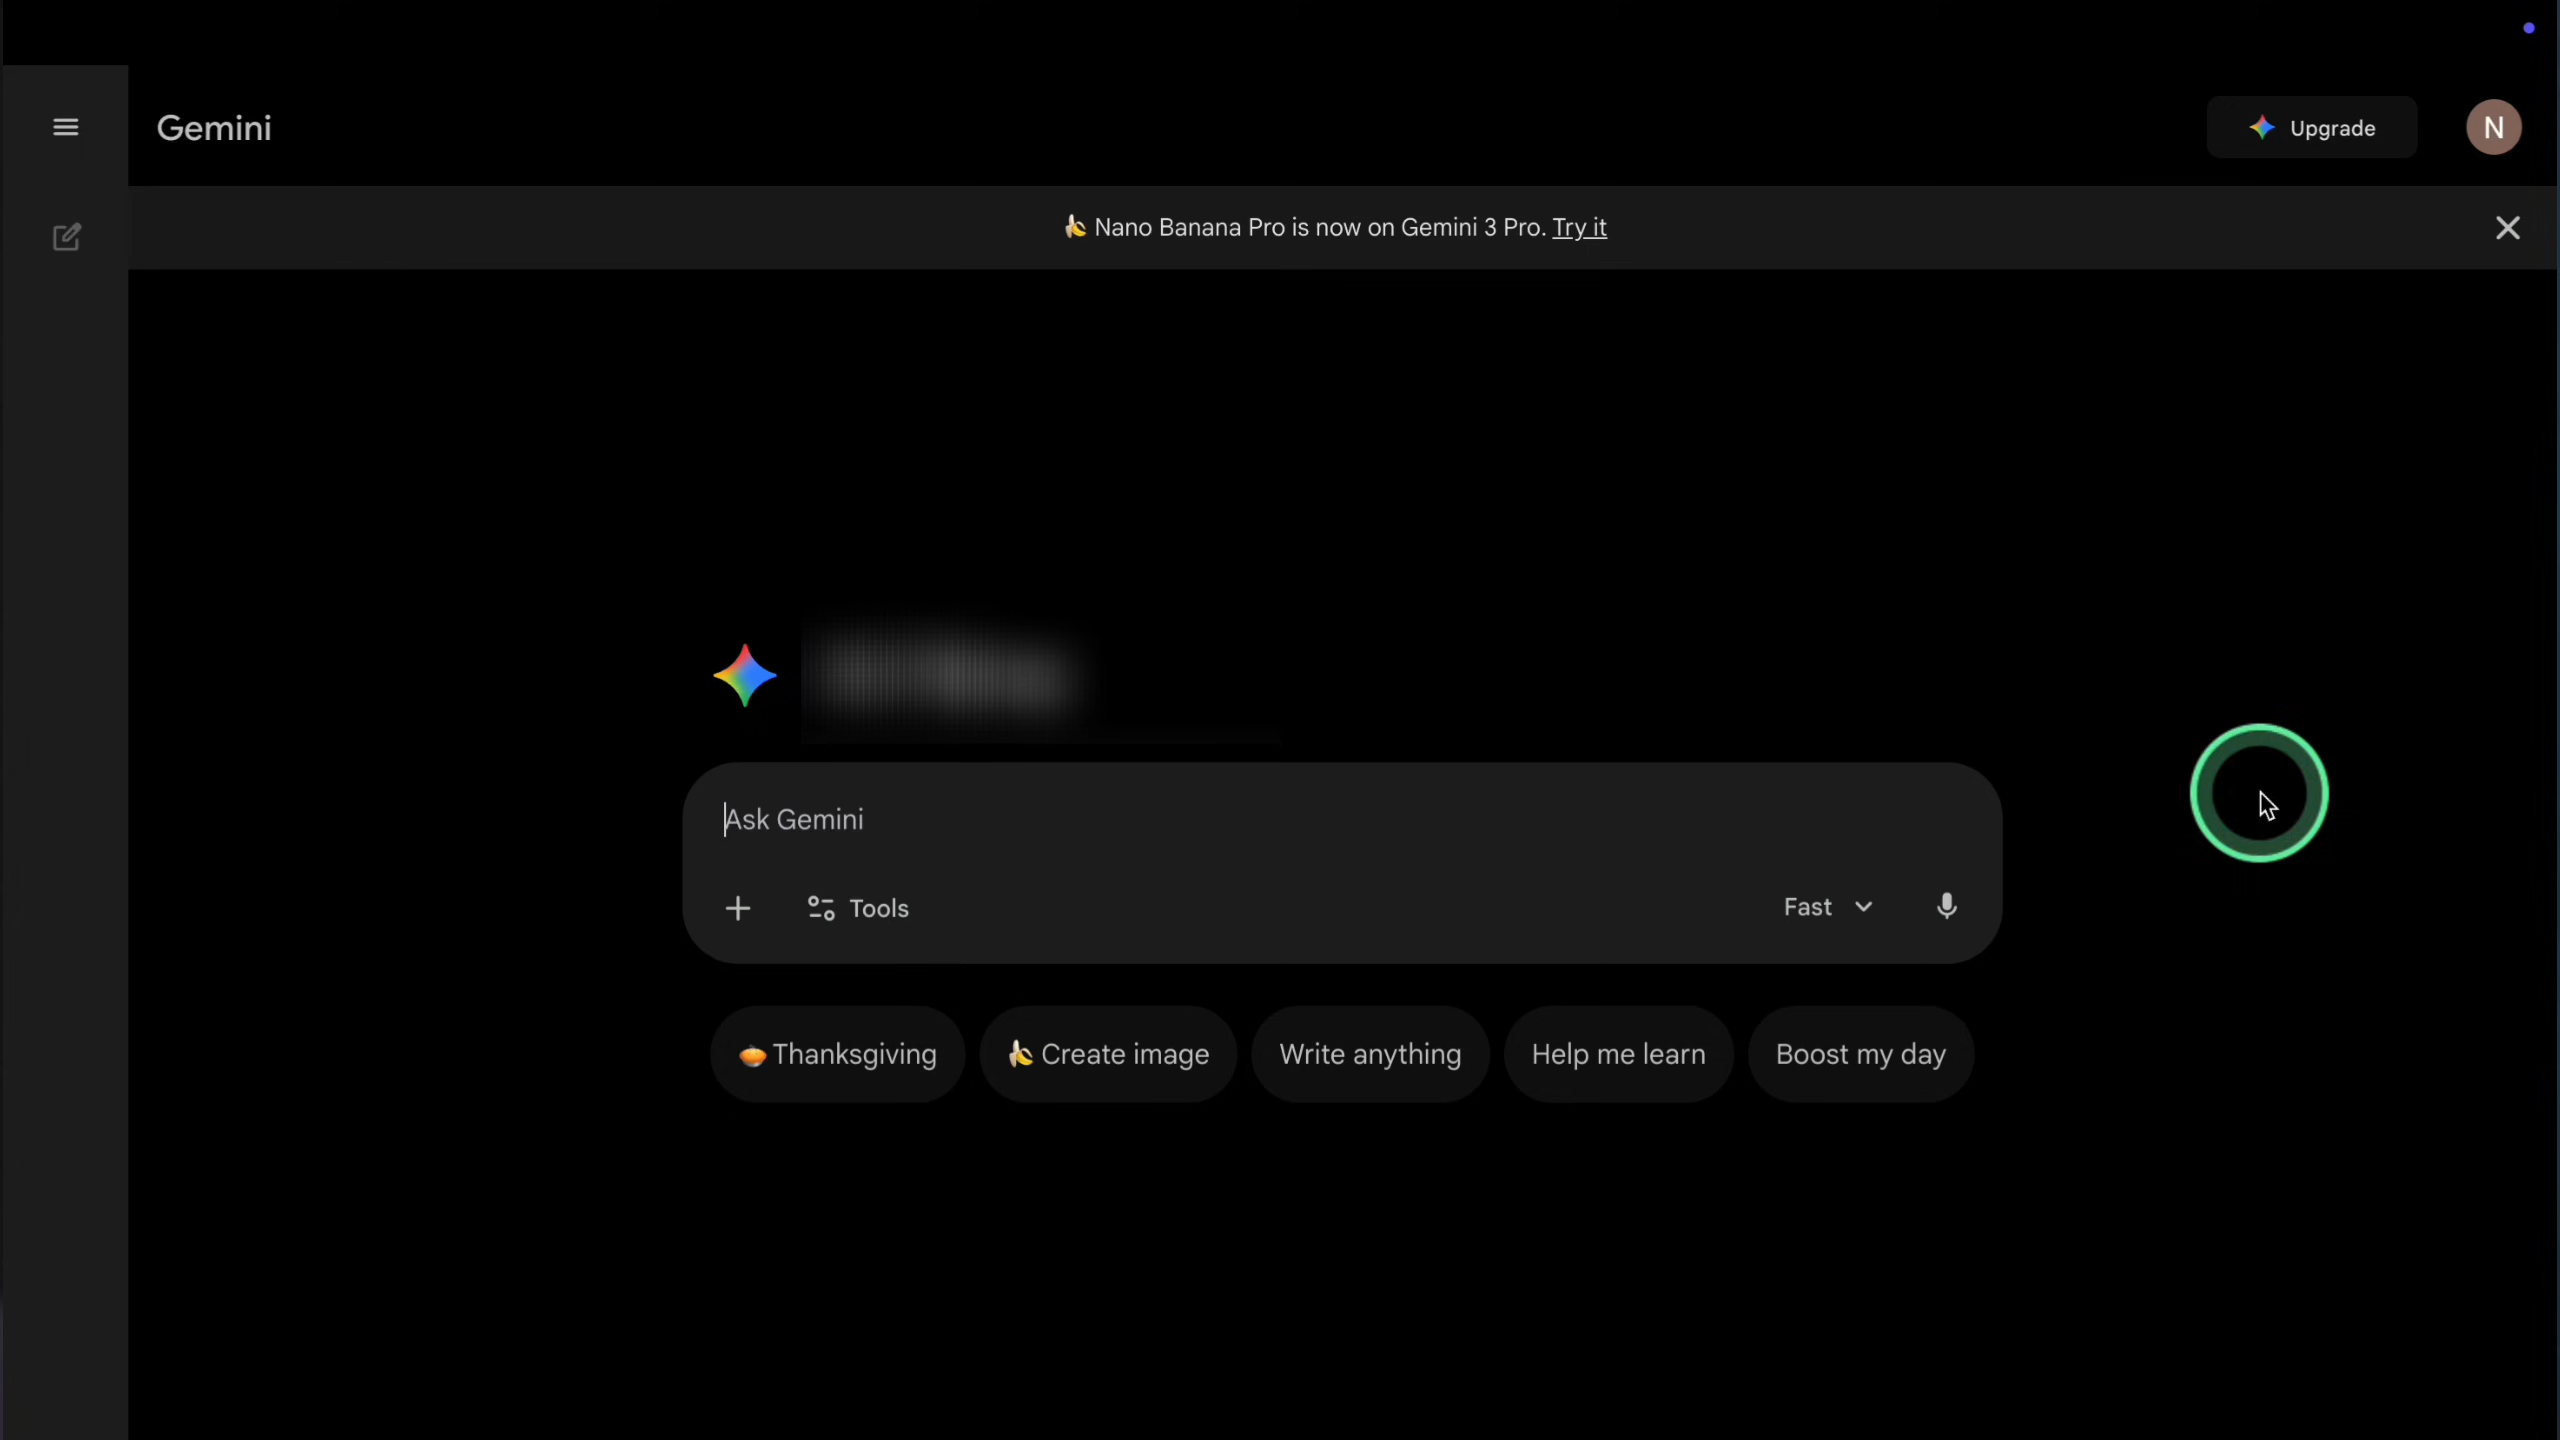 Gemini
Upgrade
N
Nano Banana Pro is now on Gemini 3 Pro. Try it
Ask Gemini
Tools
Fast
Thanksgiving
Create image
Write anything
Help me learn
Boost my day